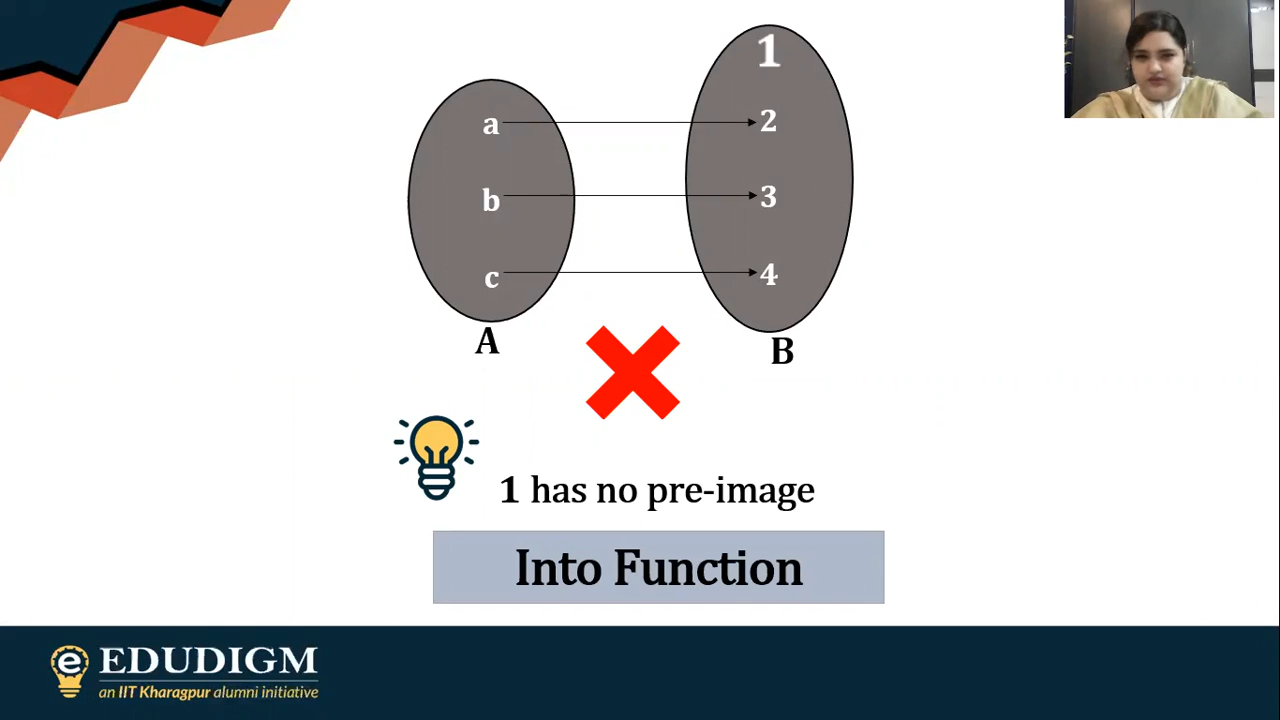 1
a 2
b 3
c 4
A B
1 has no pre-image
Into Function
e EDUDIGM
an IIT Kharagpur alumni initiative